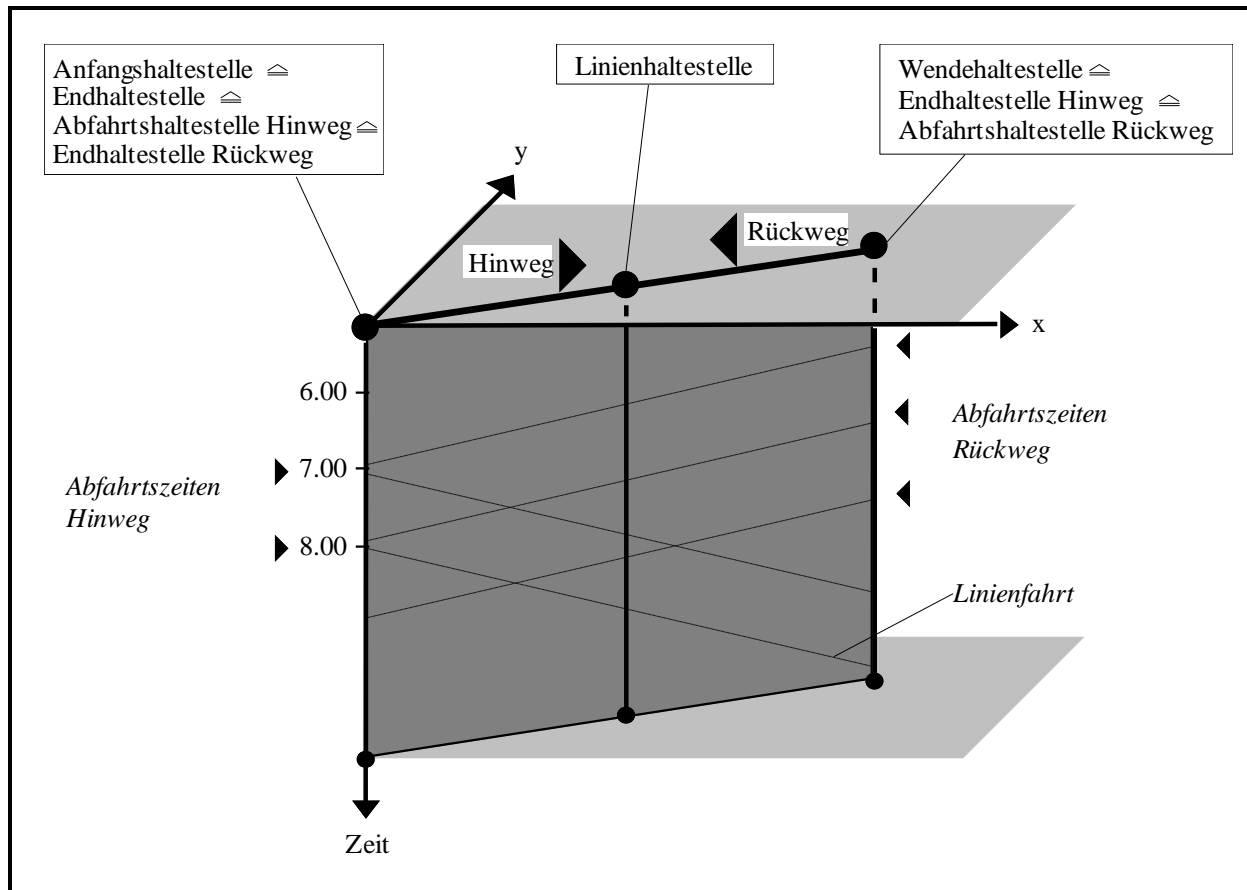 Anfangshaltestelle ≙
Endhaltestelle ≙
Abfahrtshaltestelle Hinweg ≙
Endhaltestelle Rückweg
Linienhaltestelle
Wendehaltestelle ≙
Endhaltestelle Hinweg ≙
Abfahrtshaltestelle Rückweg
y
Rückweg
Hinweg
x
6.00
7.00
8.00
Abfahrtszeiten
Hinweg
Abfahrtszeiten
Rückweg
Linienfahrt
Zeit